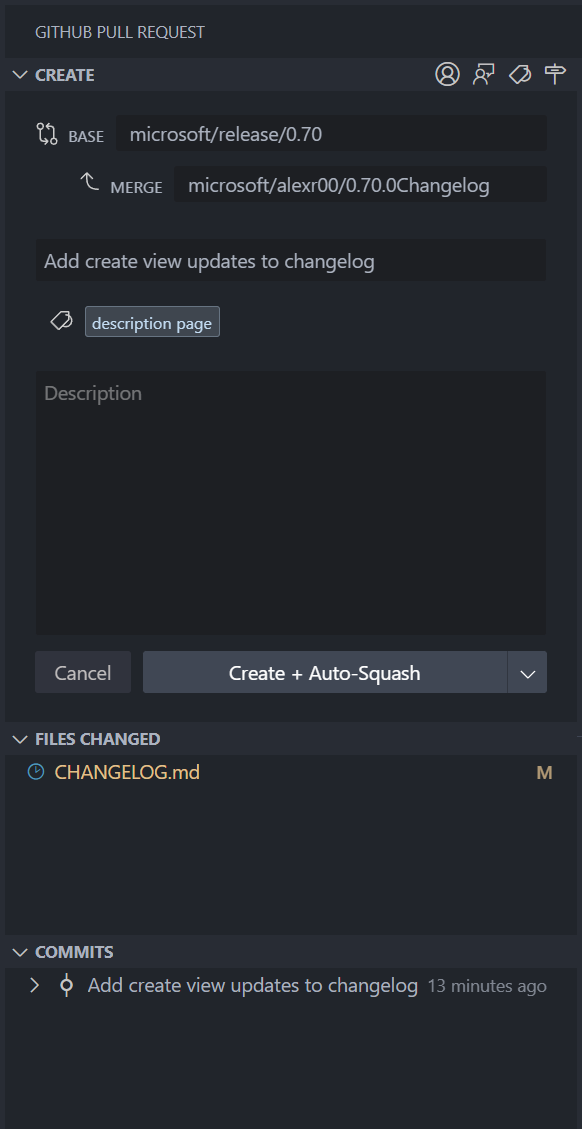 GITHUB PULL REQUEST
CREATE
BASE microsoft/release/0.70
MERGE microsoft/alexr00/0.70.0Changelog
Add create view updates to changelog
description page
Description
Cancel Create + Auto-Squash
FILES CHANGED
CHANGELOG.md M
COMMITS
Add create view updates to changelog 13 minutes ago